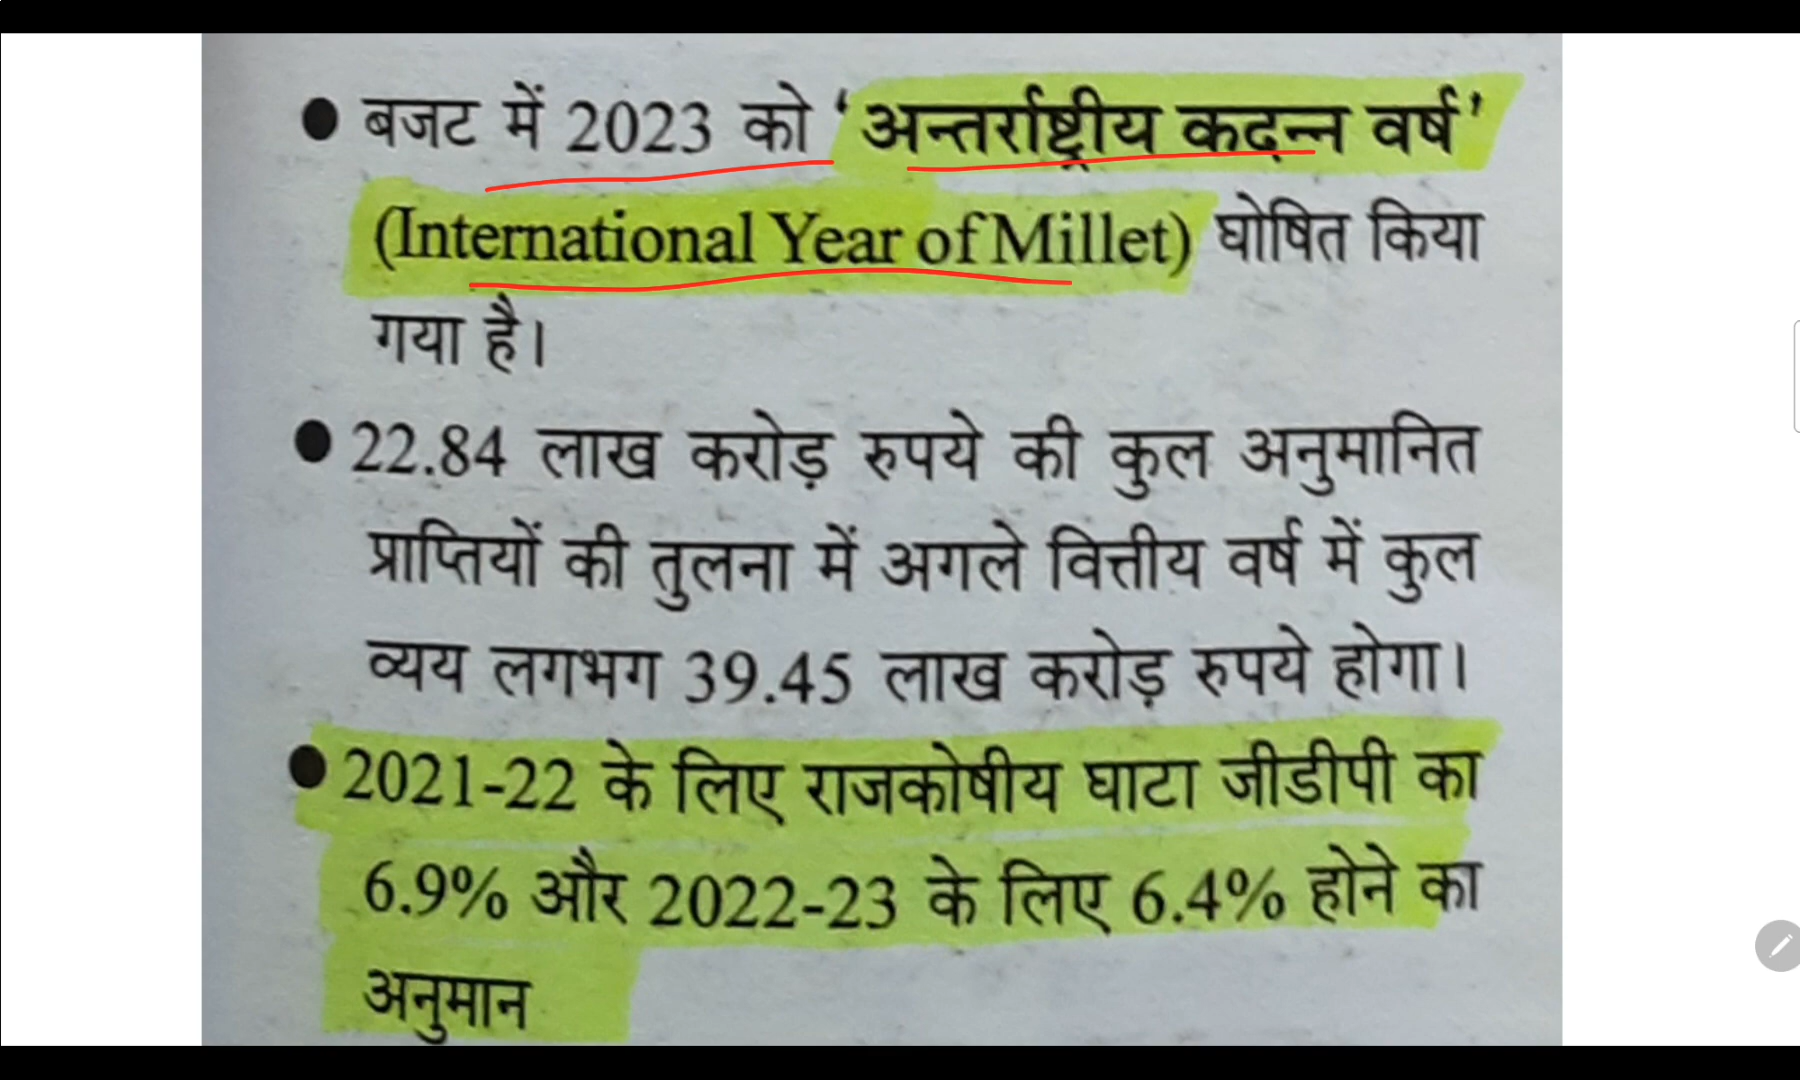 ● बजट में 2023 को ‘अन्तर्राष्ट्रीय कदन्न वर्ष’
(International Year of Millet) घोषित किया
गया है।
● 22.84 लाख करोड़ रुपये की कुल अनुमानित
प्राप्तियों की तुलना में अगले वित्तीय वर्ष में कुल
व्यय लगभग 39.45 लाख करोड़ रुपये होगा।
● 2021-22 के लिए राजकोषीय घाटा जीडीपी का
6.9% और 2022-23 के लिए 6.4% होने का
अनुमान